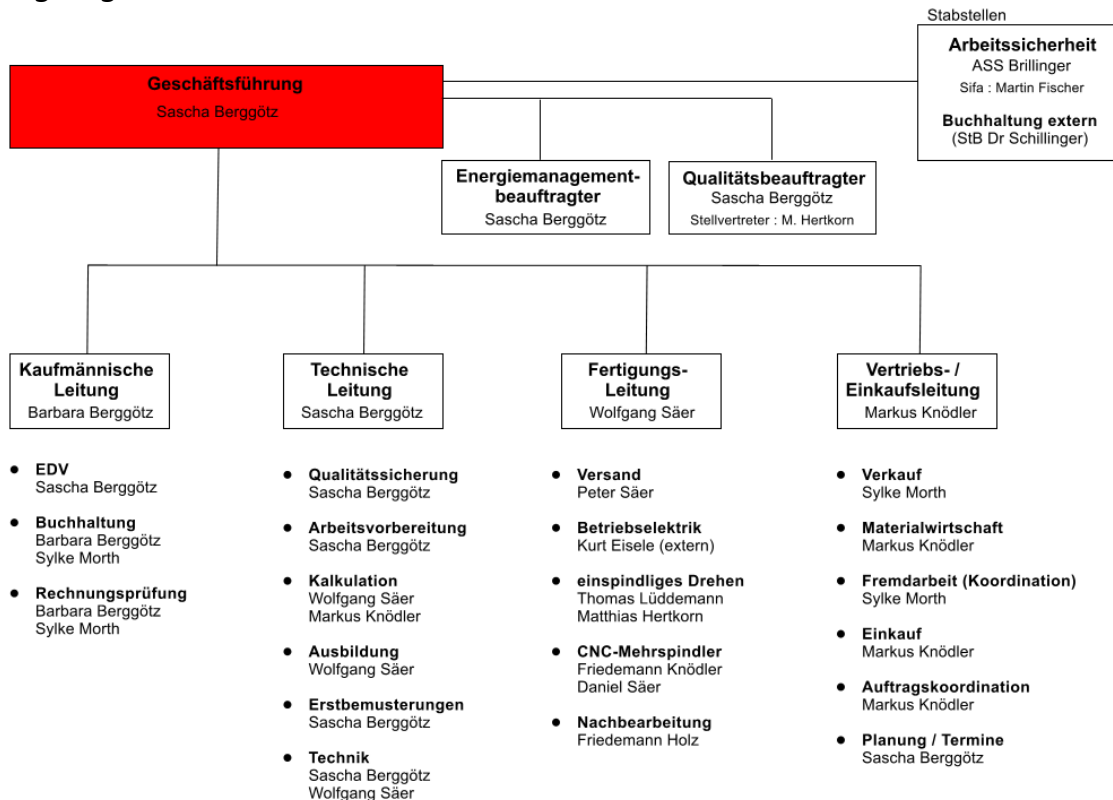 Stabstellen
Arbeitssicherheit
ASS Brillinger
Sifa : Martin Fischer
Buchhaltung extern
(StB Dr Schillinger)
Geschäftsführung
Sascha Berggötz
Energiemanagement-
beauftragter
Sascha Berggötz
Qualitätsbeauftragter
Sascha Berggötz
Stellvertreter : M. Hertkorn
Kaufmännische
Leitung
Barbara Berggötz
Technische
Leitung
Sascha Berggötz
Fertigungs-
Leitung
Wolfgang Säer
Vertriebs- /
Einkaufsleitung
Markus Knödler
● EDV
Sascha Berggötz
● Buchhaltung
Barbara Berggötz
Sylke Morth
● Rechnungsprüfung
Barbara Berggötz
Sylke Morth
● Qualitätssicherung
Sascha Berggötz
● Arbeitsvorbereitung
Sascha Berggötz
● Kalkulation
Wolfgang Säer
Markus Knödler
● Ausbildung
Wolfgang Säer
● Erstbemusterungen
Sascha Berggötz
● Technik
Sascha Berggötz
Wolfgang Säer
● Versand
Peter Säer
● Betriebselektrik
Kurt Eisele (extern)
● einspindliges Drehen
Thomas Lüddemann
Matthias Hertkorn
● CNC-Mehrspindler
Friedemann Knödler
Daniel Säer
● Nachbearbeitung
Friedemann Holz
● Verkauf
Sylke Morth
● Materialwirtschaft
Markus Knödler
● Fremdarbeit (Koordination)
Sylke Morth
● Einkauf
Markus Knödler
● Auftragskoordination
Markus Knödler
● Planung / Termine
Sascha Berggötz